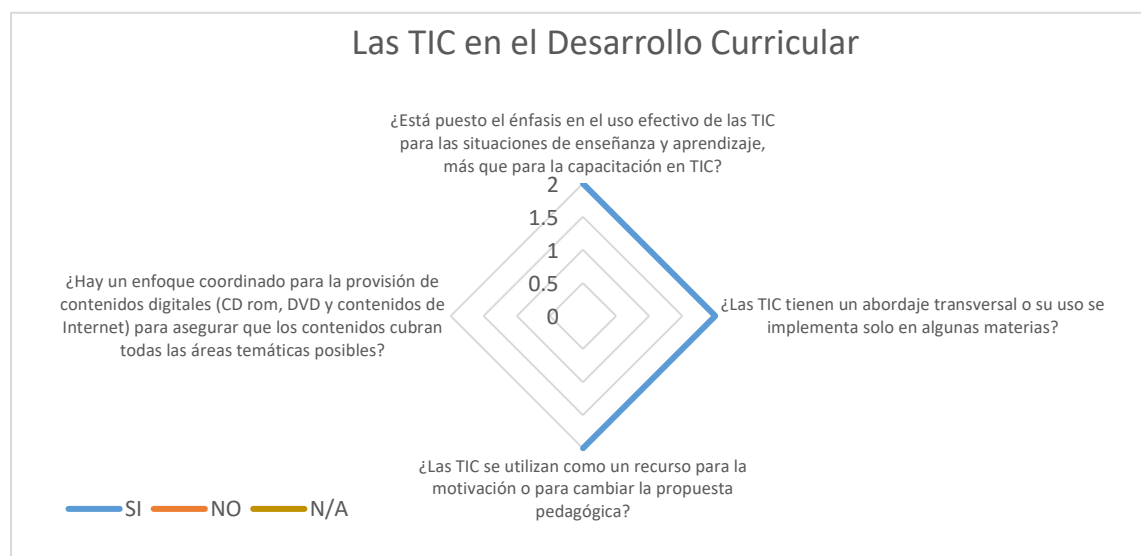 Las TIC en el Desarrollo Curricular
¿Está puesto el énfasis en el uso efectivo de las TIC
para las situaciones de enseñanza y aprendizaje,
más que para la capacitación en TIC?
2
1.5
1
0.5
0
¿Hay un enfoque coordinado para la provisión de
contenidos digitales (CD rom, DVD y contenidos de
Internet) para asegurar que los contenidos cubran
todas las áreas temáticas posibles?
¿Las TIC tienen un abordaje transversal o su uso se
implementa solo en algunas materias?
¿Las TIC se utilizan como un recurso para la
motivación o para cambiar la propuesta
pedagógica?
SI NO N/A